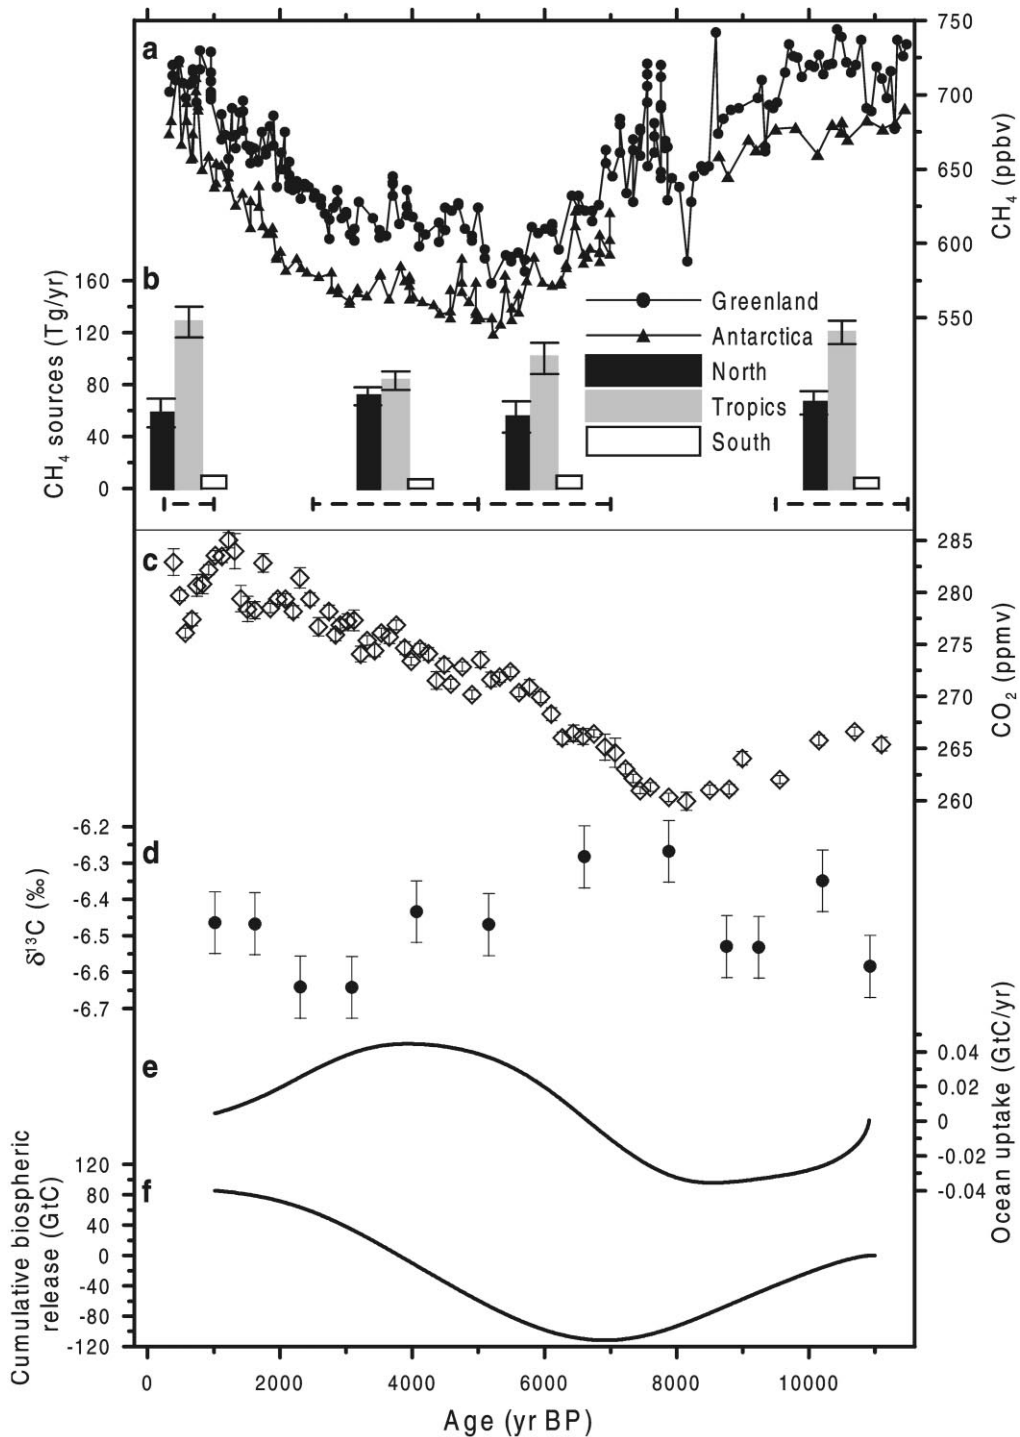 a
750
700
650
600
550
CH₄ (ppbv)
b
160
120
80
40
0
CH₄ sources (Tg/yr)
Greenland
Antarctica
North
Tropics
South
c
285
280
275
270
265
260
CO₂ (ppmv)
d
-6.2
-6.3
-6.4
-6.5
-6.6
-6.7
δ¹³C (‰)
e
0.04
0.02
0
-0.02
-0.04
Ocean uptake (GtC/yr)
f
120
80
40
0
-40
-80
-120
Cumulative biospheric
release (GtC)
0 2000 4000 6000 8000 10000
Age (yr BP)